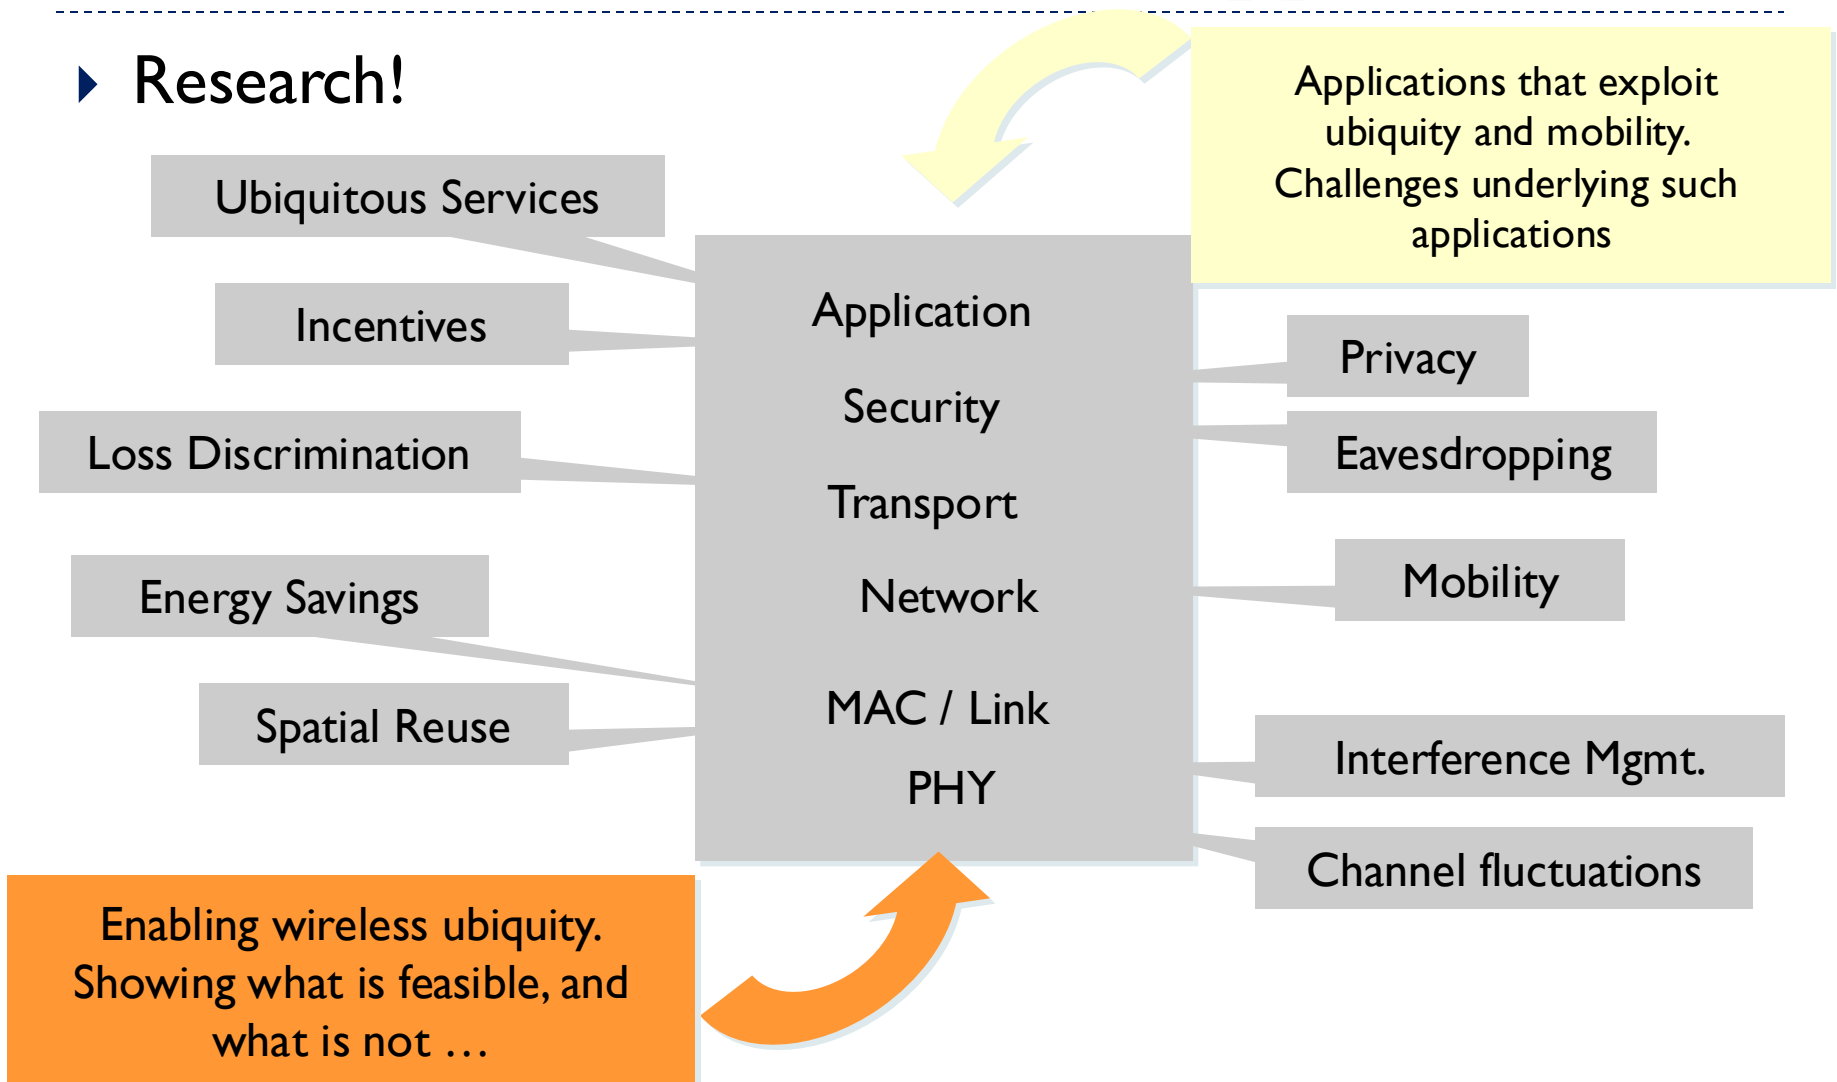 Research!
Applications that exploit
ubiquity and mobility.
Challenges underlying such
applications
Ubiquitous Services
Incentives
Loss Discrimination
Energy Savings
Spatial Reuse
Application
Security
Transport
Network
MAC / Link
PHY
Privacy
Eavesdropping
Mobility
Interference Mgmt.
Channel fluctuations
Enabling wireless ubiquity.
Showing what is feasible, and
what is not …